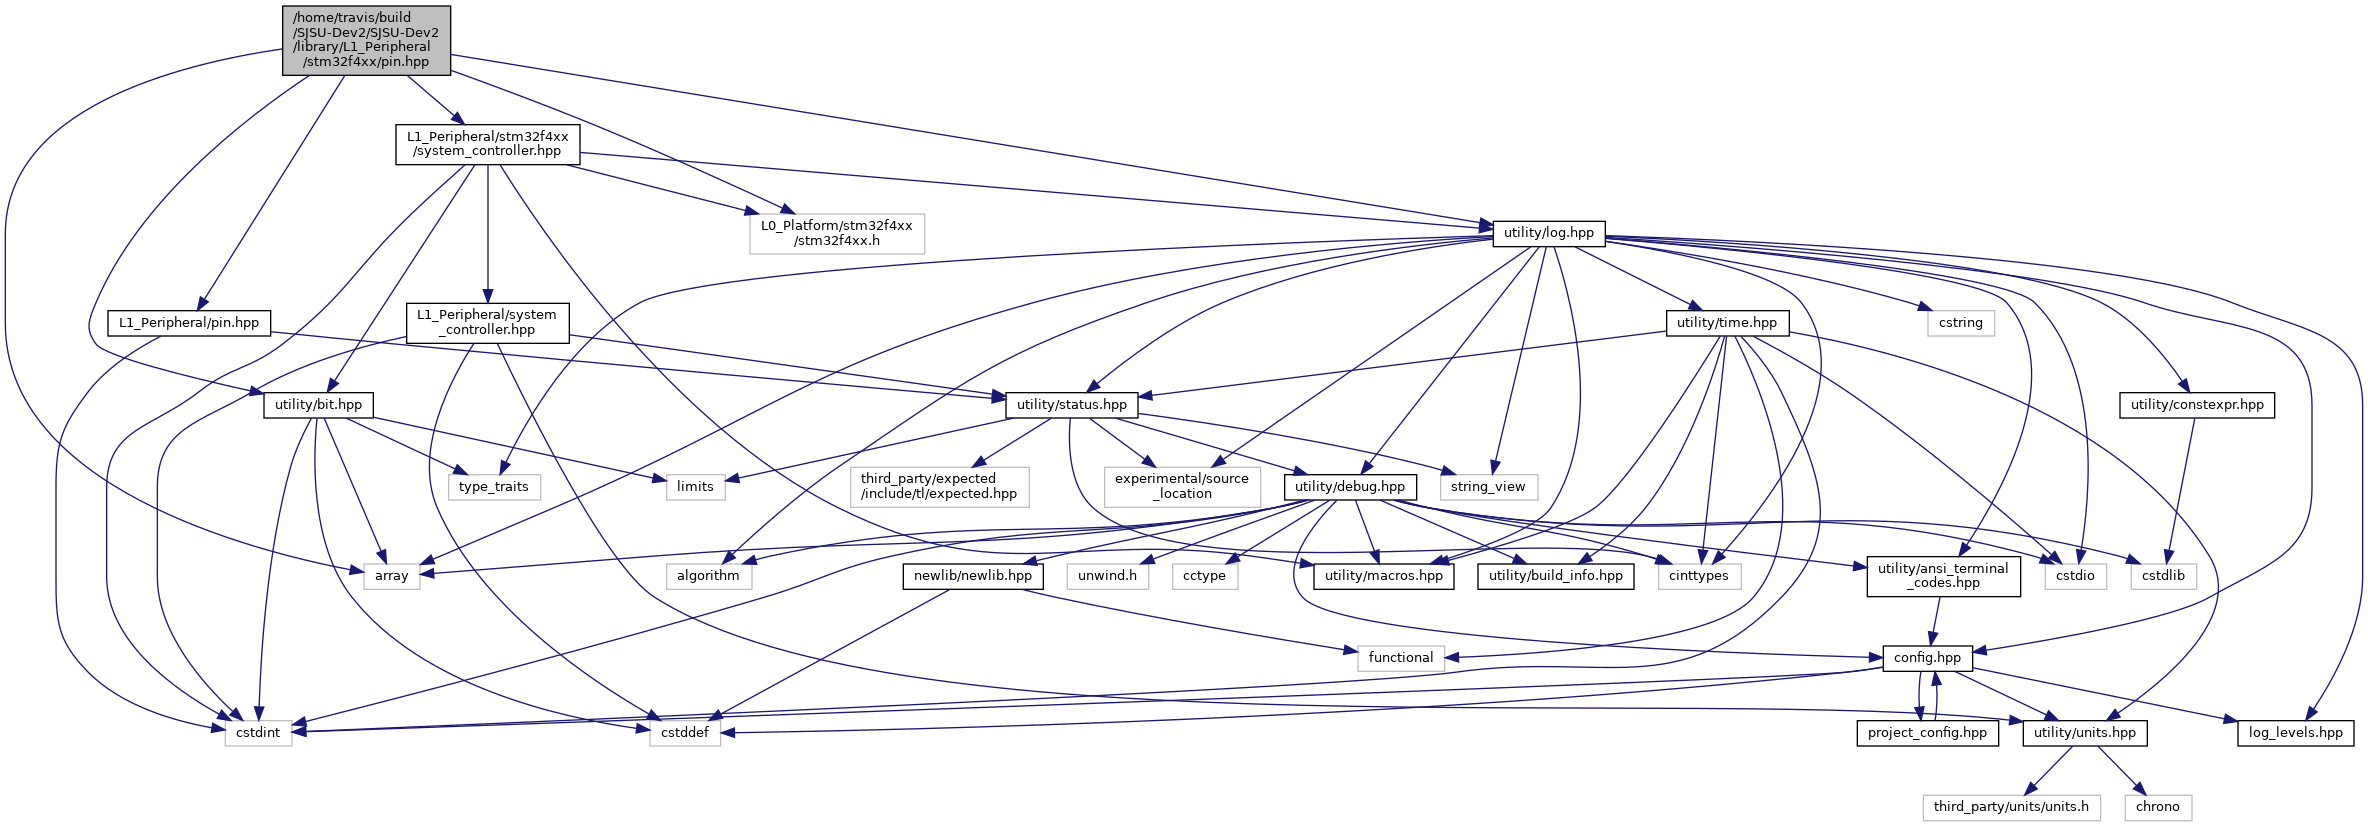 /home/travis/build
/SJSU-Dev2/SJSU-Dev2
/library/L1_Peripheral
/stm32f4xx/pin.hpp
L1_Peripheral/stm32f4xx
/system_controller.hpp
L0_Platform/stm32f4xx
/stm32f4xx.h
utility/log.hpp
L1_Peripheral/pin.hpp
L1_Peripheral/system
_controller.hpp
utility/time.hpp
cstring
utility/bit.hpp
utility/status.hpp
utility/constexpr.hpp
type_traits
limits
third_party/expected
/include/tl/expected.hpp
experimental/source
_location
utility/debug.hpp
string_view
array
algorithm
newlib/newlib.hpp
unwind.h
cctype
utility/macros.hpp
utility/build_info.hpp
cinttypes
utility/ansi_terminal
_codes.hpp
cstdio
cstdlib
functional
config.hpp
cstdint
cstddef
project_config.hpp
utility/units.hpp
log_levels.hpp
third_party/units/units.h
chrono